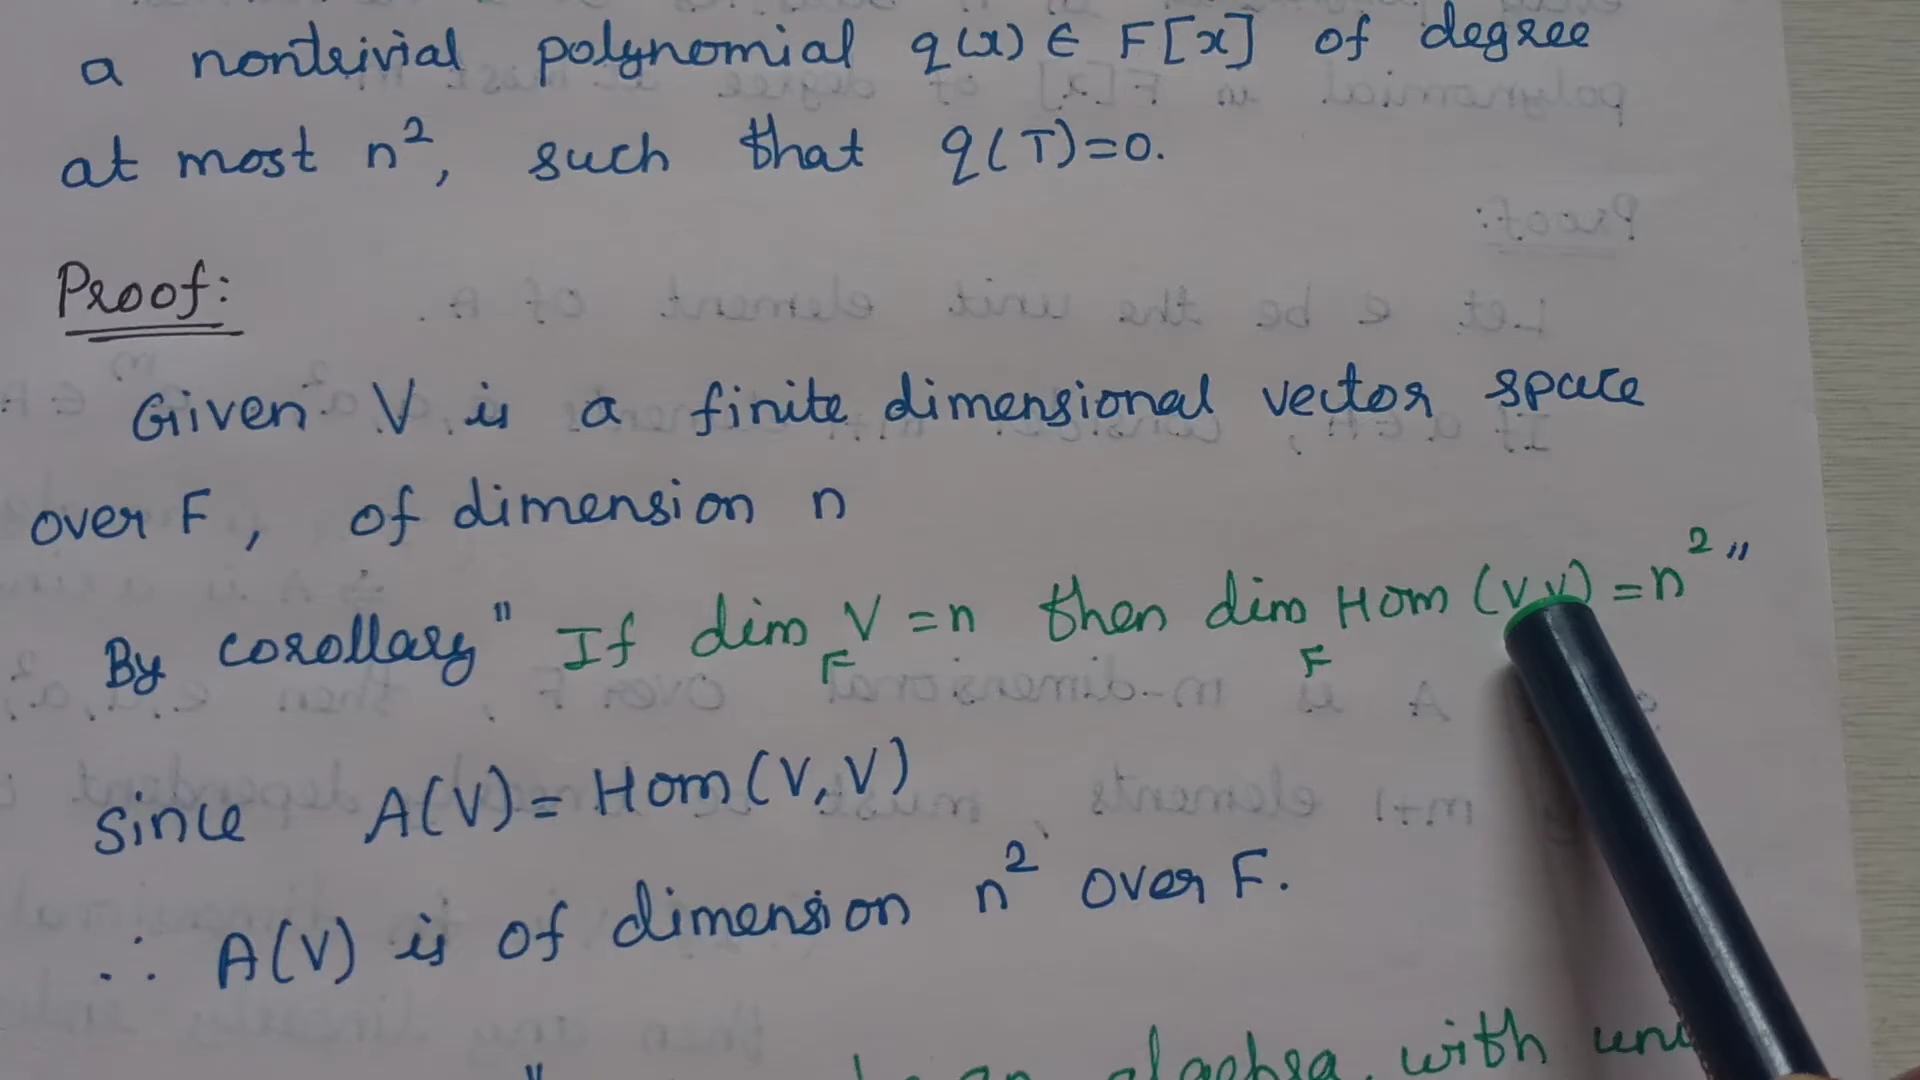 a nontrivial polynomial q(x) ∈ F[x] of degree
at most n², such that q(T)=0.
Proof:
Given V is a finite dimensional vector space
over F, of dimension n
By corollary " If dim_F V = n then dim_F Hom (V,V) = n² "
since A(V) = Hom(V,V)
∴ A(V) is of dimension n² over F.
" an algebra, with